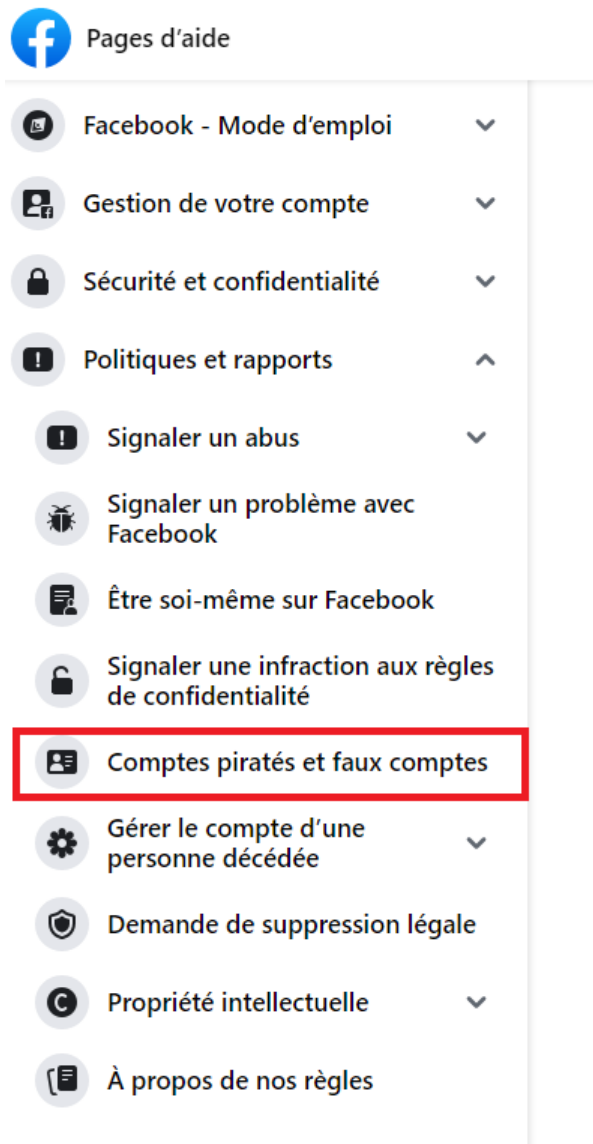 Pages d’aide
Facebook - Mode d’emploi
Gestion de votre compte
Sécurité et confidentialité
Politiques et rapports
Signaler un abus
Signaler un problème avec
Facebook
Être soi-même sur Facebook
Signaler une infraction aux règles
de confidentialité
Comptes piratés et faux comptes
Gérer le compte d’une
personne décédée
Demande de suppression légale
Propriété intellectuelle
À propos de nos règles